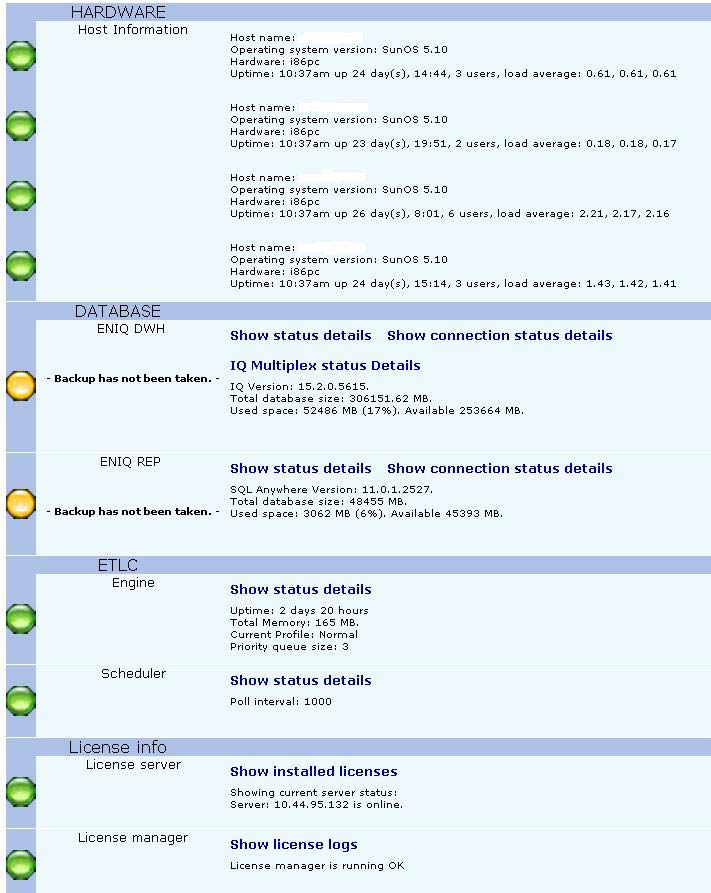 HARDWARE
Host Information
Host name:
Operating system version: SunOS 5.10
Hardware: i86pc
Uptime: 10:37am up 24 day(s), 14:44, 3 users, load average: 0.61, 0.61, 0.61
Host name:
Operating system version: SunOS 5.10
Hardware: i86pc
Uptime: 10:37am up 23 day(s), 19:51, 2 users, load average: 0.18, 0.18, 0.17
Host name:
Operating system version: SunOS 5.10
Hardware: i86pc
Uptime: 10:37am up 26 day(s), 8:01, 6 users, load average: 2.21, 2.17, 2.16
Host name:
Operating system version: SunOS 5.10
Hardware: i86pc
Uptime: 10:37am up 24 day(s), 15:14, 3 users, load average: 1.43, 1.42, 1.41
DATABASE
ENIQ DWH
- Backup has not been taken. -
Show status details Show connection status details
IQ Multiplex status Details
IQ Version: 15.2.0.5615.
Total database size: 306151.62 MB.
Used space: 52486 MB (17%). Available 253664 MB.
ENIQ REP
- Backup has not been taken. -
Show status details Show connection status details
SQL Anywhere Version: 11.0.1.2527.
Total database size: 48455 MB.
Used space: 3062 MB (6%). Available 45393 MB.
ETLC
Engine
Show status details
Uptime: 2 days 20 hours
Total Memory: 165 MB.
Current Profile: Normal
Priority queue size: 3
Scheduler
Show status details
Poll interval: 1000
License info
License server
Show installed licenses
Showing current server status:
Server: 10.44.95.132 is online.
License manager
Show license logs
License manager is running OK